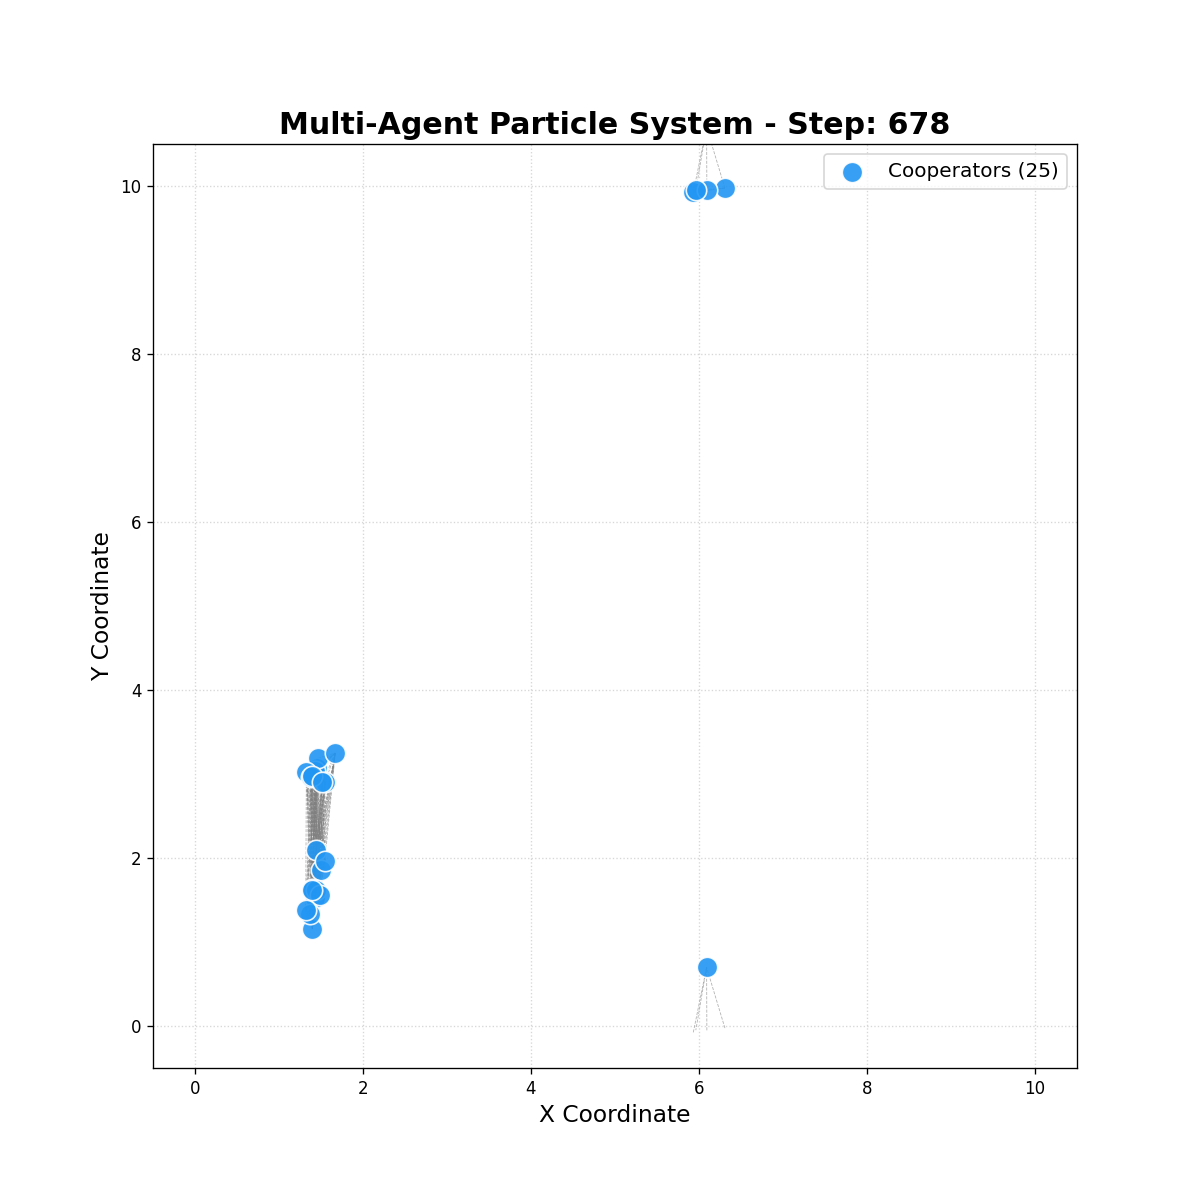 Multi-Agent Particle System - Step: 678
Cooperators (25)
10
8
6
4
2
0
Y Coordinate
0 2 4 6 8 10
X Coordinate